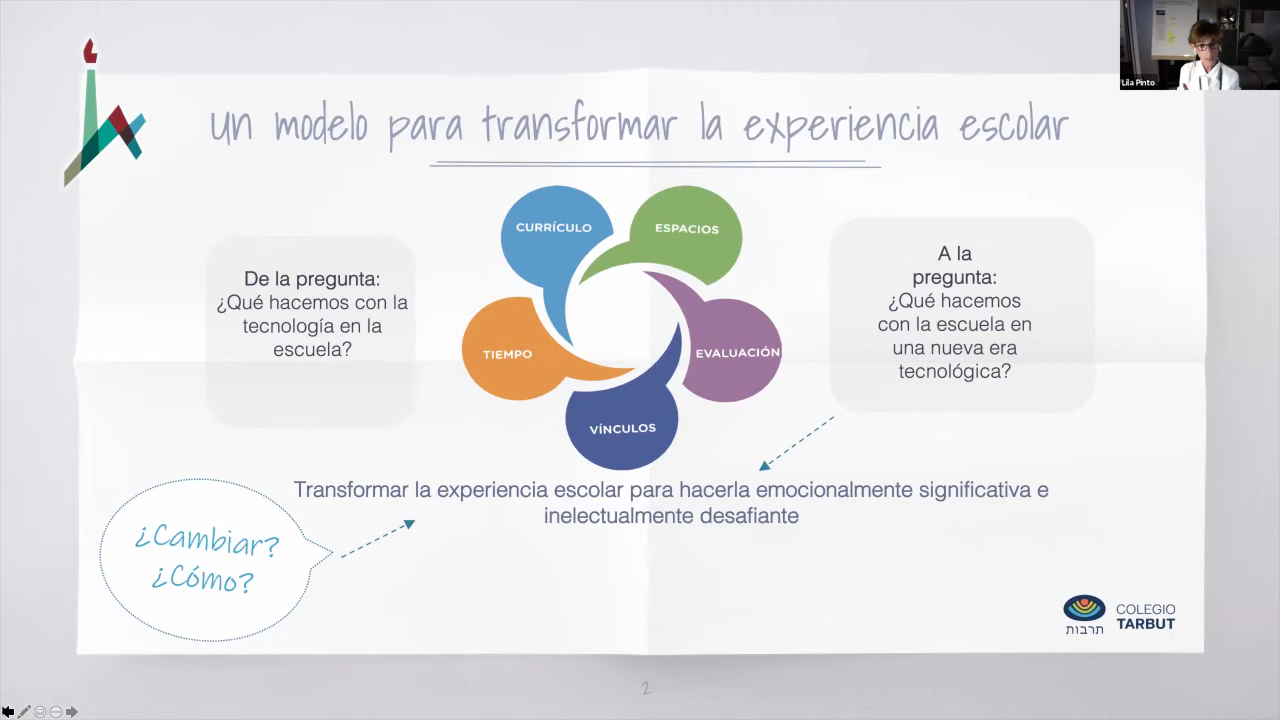 Lila Pinto
un modelo para transformar la experiencia escolar
CURRÍCULO
ESPACIOS
De la pregunta:
¿Qué hacemos con la
tecnología en la
escuela?
A la
pregunta:
¿Qué hacemos
con la escuela en
una nueva era
tecnológica?
TIEMPO
EVALUACIÓN
VÍNCULOS
Transformar la experiencia escolar para hacerla emocionalmente significativa e
inelectualmente desafiante
¿Cambiar?
¿Cómo?
COLEGIO
TARBUT
תרבות
2